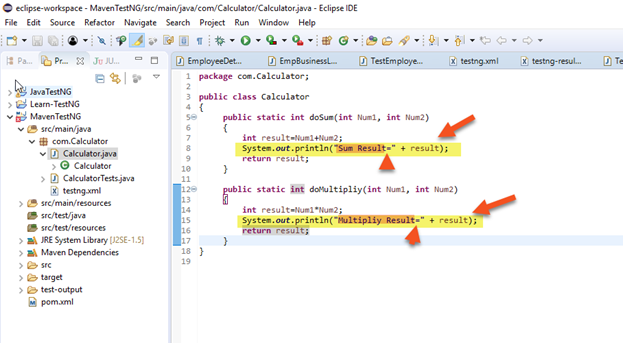 eclipse-workspace - MavenTestNG/src/main/java/com/Calculator/Calculator.java - Eclipse IDE
File Edit Source Refactor Navigate Search Project Run Window Help
Pa... Pr... JU...
EmployeeDet... EmpBusinessL... TestEmploye... testng.xml testng-resul...
JavaTestNG
Learn-TestNG
MavenTestNG
src/main/java
com.Calculator
Calculator.java
Calculator
CalculatorTests.java
testng.xml
src/main/resources
src/test/java
src/test/resources
JRE System Library [J2SE-1.5]
Maven Dependencies
src
target
test-output
pom.xml
1 package com.Calculator;
2
3 public class Calculator
4 {
5 public static int doSum(int Num1, int Num2)
6 {
7 int result=Num1+Num2;
8 System.out.println("Sum Result=" + result);
9 return result;
10 }
11
12 public static int doMultipliy(int Num1, int Num2)
13 {
14 int result=Num1*Num2;
15 System.out.println("Multipliy Result=" + result);
16 return result;
17 }
18 }
19